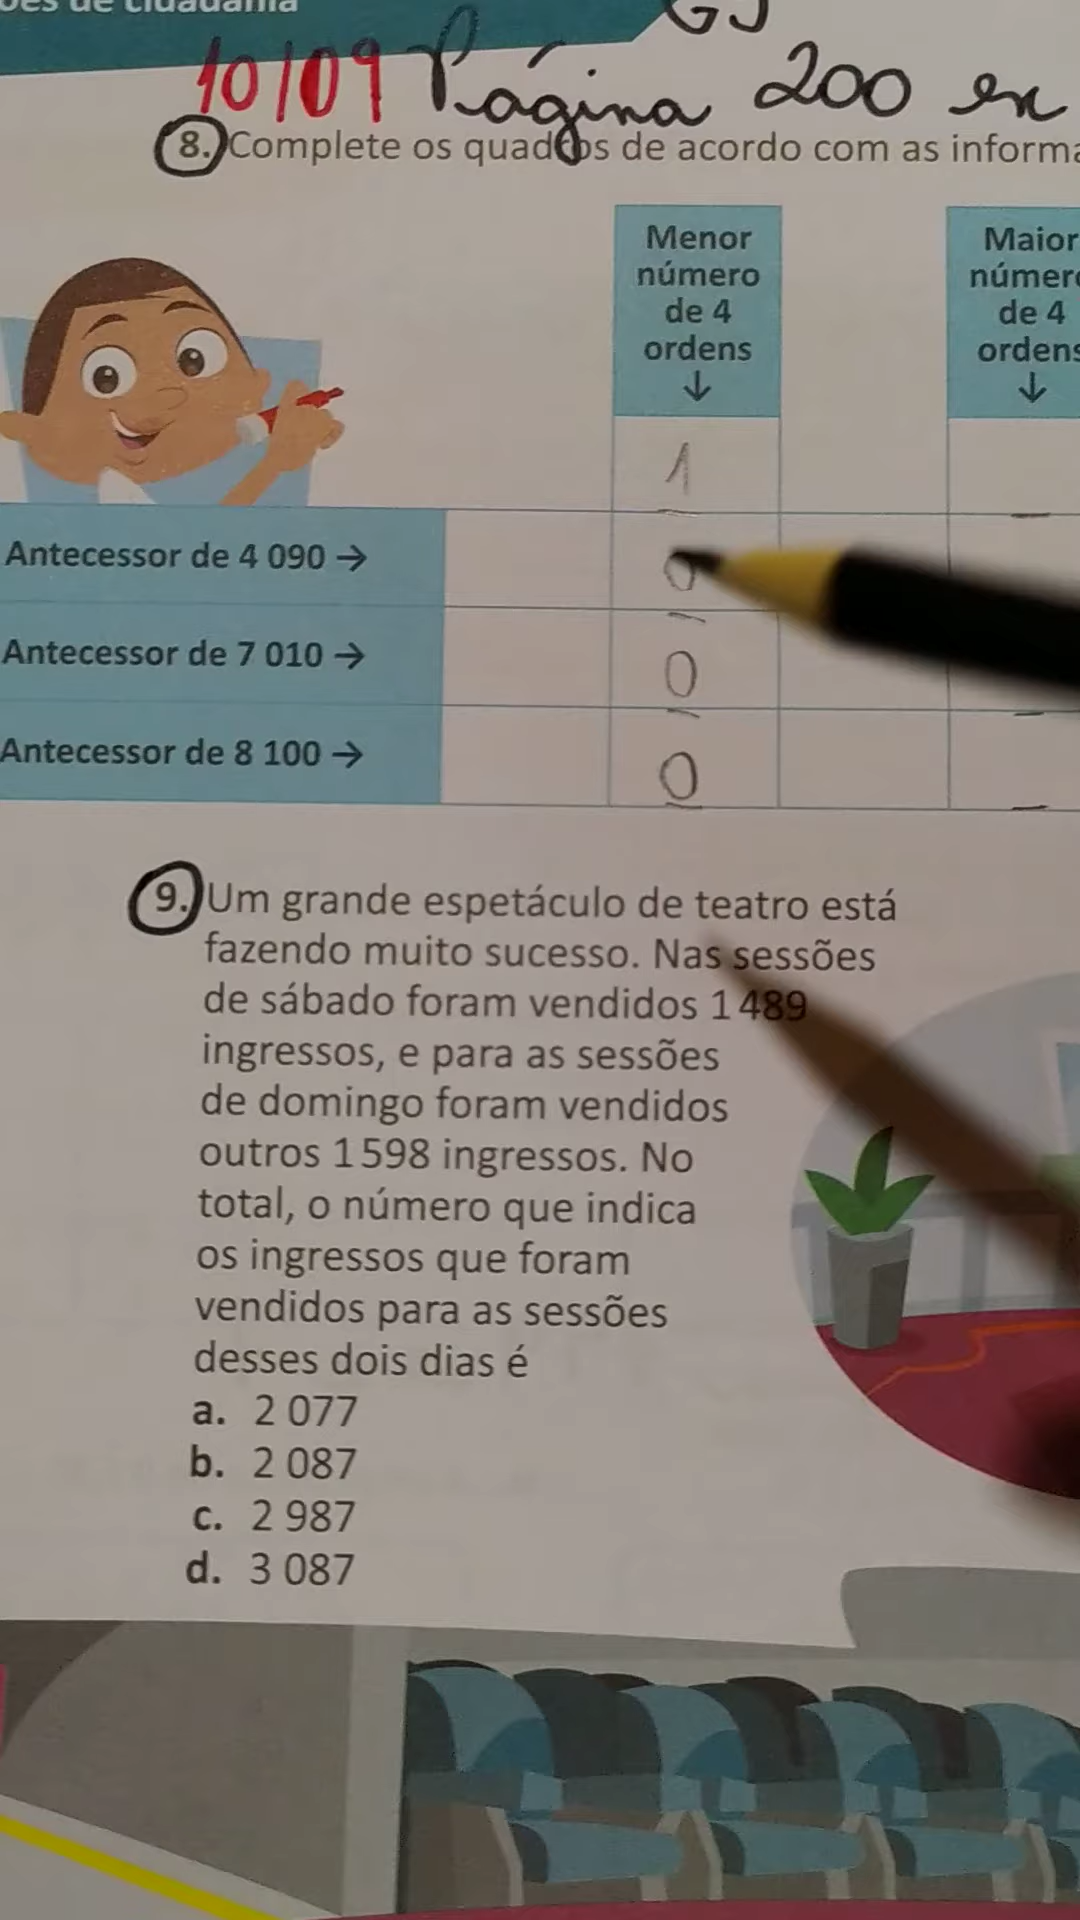 ões de cidadania
10/09 Página 200 ex
8. Complete os quadros de acordo com as informa
Menor
número
de 4
ordens
↓
Maior
número
de 4
ordens
↓
1
Antecessor de 4 090 →
0
Antecessor de 7 010 →
0
Antecessor de 8 100 →
0
9. Um grande espetáculo de teatro está
fazendo muito sucesso. Nas sessões
de sábado foram vendidos 1 489
ingressos, e para as sessões
de domingo foram vendidos
outros 1 598 ingressos. No
total, o número que indica
os ingressos que foram
vendidos para as sessões
desses dois dias é
a. 2 077
b. 2 087
c. 2 987
d. 3 087